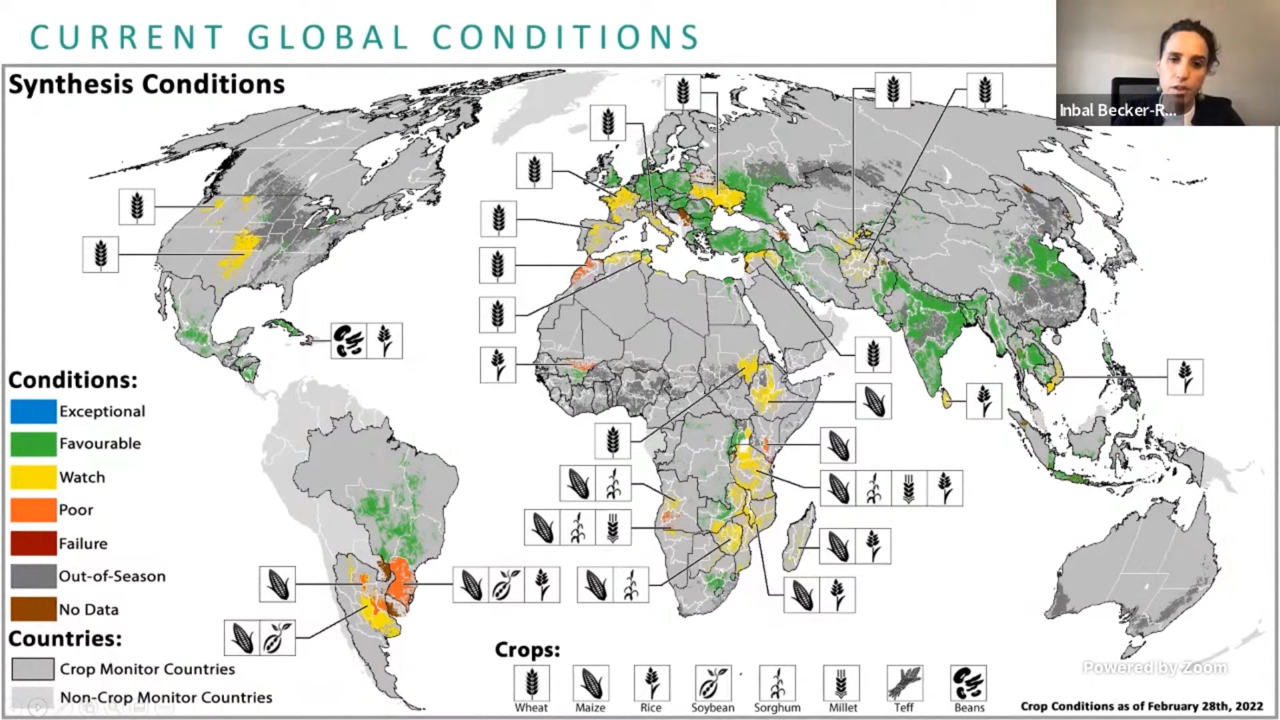 CURRENT GLOBAL CONDITIONS
Inbal Becker-R...
Synthesis Conditions
Conditions:
Exceptional
Favourable
Watch
Poor
Failure
Out-of-Season
No Data
Countries:
Crop Monitor Countries
Non-Crop Monitor Countries
Crops:
Wheat
Maize
Rice
Soybean
Sorghum
Millet
Teff
Beans
Powered by Zoom
Crop Conditions as of February 28th, 2022